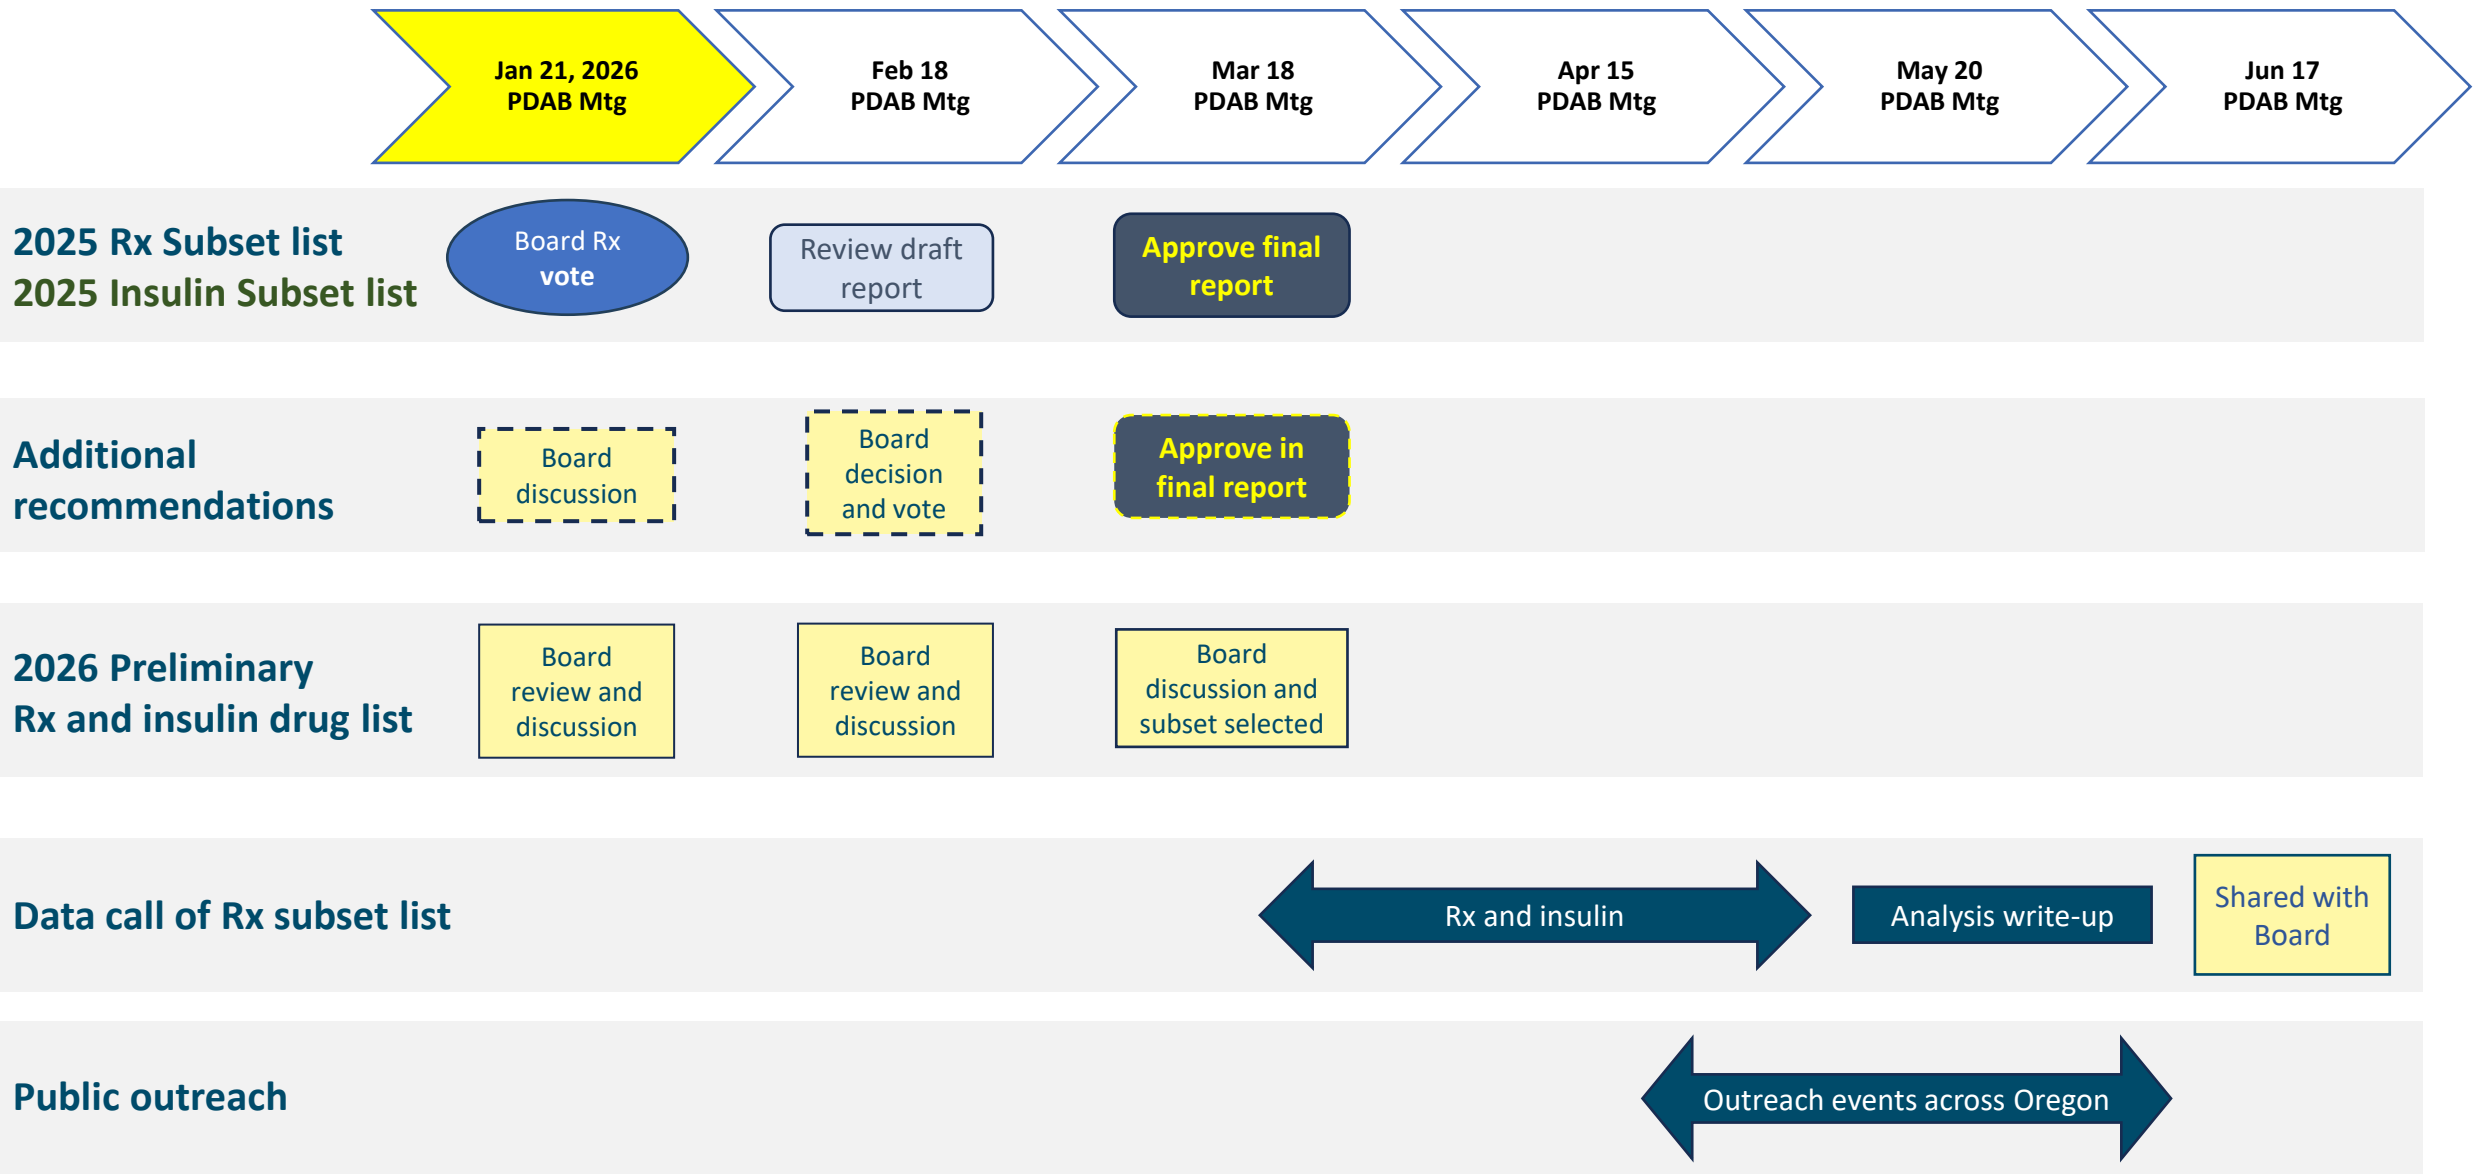 Jan 21, 2026
PDAB Mtg
Feb 18
PDAB Mtg
Mar 18
PDAB Mtg
Apr 15
PDAB Mtg
May 20
PDAB Mtg
Jun 17
PDAB Mtg
2025 Rx Subset list
2025 Insulin Subset list
Board Rx
vote
Review draft
report
Approve final
report
Additional
recommendations
Board
discussion
Board
decision
and vote
Approve in
final report
2026 Preliminary
Rx and insulin drug list
Board
review and
discussion
Board
review and
discussion
Board
discussion and
subset selected
Data call of Rx subset list
Rx and insulin
Analysis write-up
Shared with
Board
Public outreach
Outreach events across Oregon